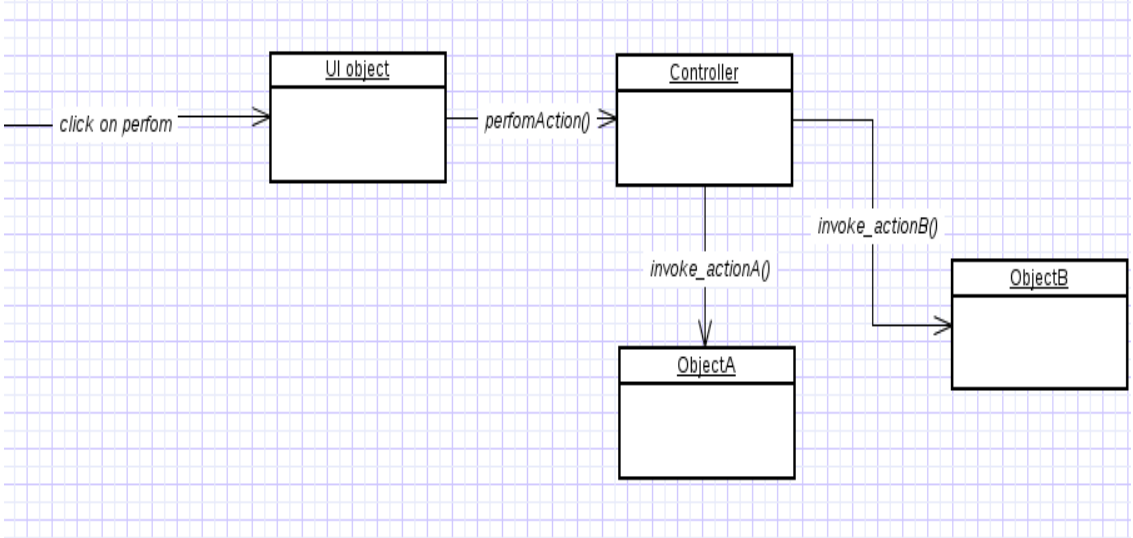 UI object
Controller
click on perfom
perfomAction()
invoke_actionB()
invoke_actionA()
ObjectB
ObjectA